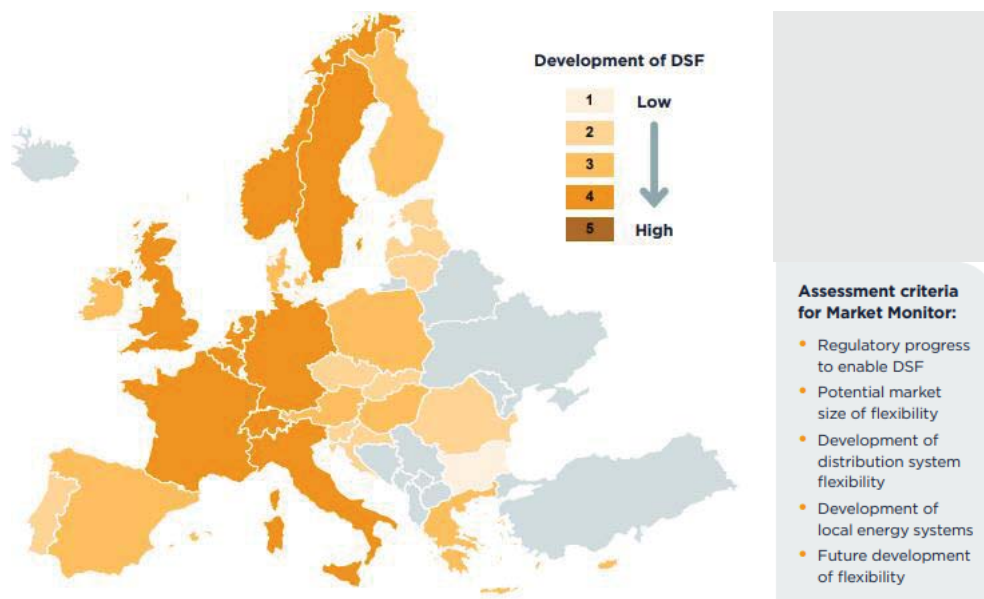 Development of DSF
1 Low
2
3
4
5 High
Assessment criteria
for Market Monitor:
• Regulatory progress
to enable DSF
• Potential market
size of flexibility
• Development of
distribution system
flexibility
• Development of
local energy systems
• Future development
of flexibility